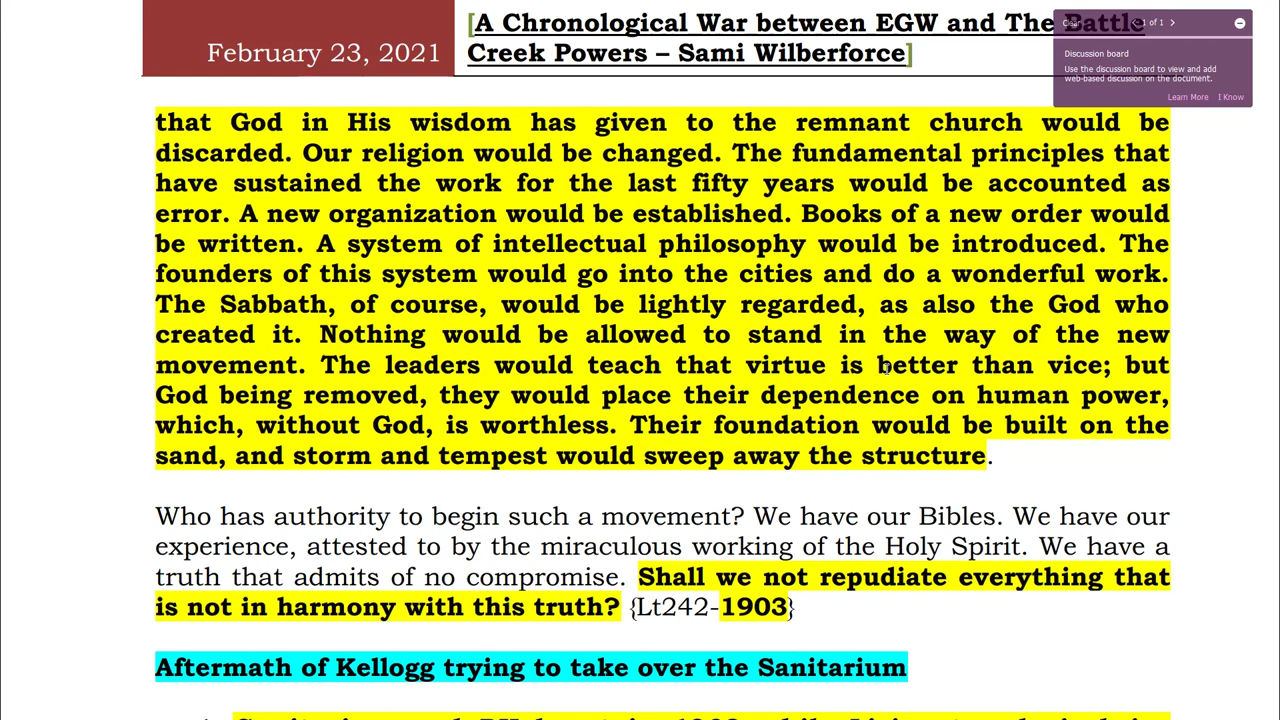 February 23, 2021
[A Chronological War between EGW and The Battle
Creek Powers – Sami Wilberforce]
Clear
1 of 1
Discussion board
Use the discussion board to view and add
web-based discussion on the document.
Learn More I Know
that God in His wisdom has given to the remnant church would be
discarded. Our religion would be changed. The fundamental principles that
have sustained the work for the last fifty years would be accounted as
error. A new organization would be established. Books of a new order would
be written. A system of intellectual philosophy would be introduced. The
founders of this system would go into the cities and do a wonderful work.
The Sabbath, of course, would be lightly regarded, as also the God who
created it. Nothing would be allowed to stand in the way of the new
movement. The leaders would teach that virtue is better than vice; but
God being removed, they would place their dependence on human power,
which, without God, is worthless. Their foundation would be built on the
sand, and storm and tempest would sweep away the structure.
Who has authority to begin such a movement? We have our Bibles. We have our
experience, attested to by the miraculous working of the Holy Spirit. We have a
truth that admits of no compromise. Shall we not repudiate everything that
is not in harmony with this truth? {Lt242-1903}
Aftermath of Kellogg trying to take over the Sanitarium